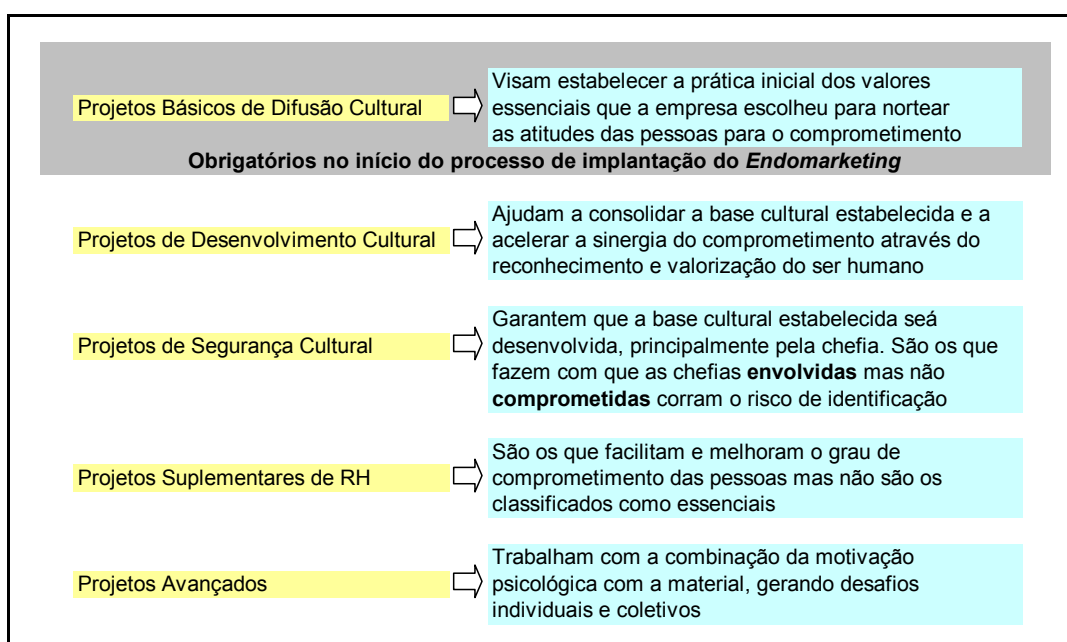 Projetos Básicos de Difusão Cultural
Visam estabelecer a prática inicial dos valores
essenciais que a empresa escolheu para nortear
as atitudes das pessoas para o comprometimento
Obrigatórios no início do processo de implantação do Endomarketing
Projetos de Desenvolvimento Cultural
Ajudam a consolidar a base cultural estabelecida e a
acelerar a sinergia do comprometimento através do
reconhecimento e valorização do ser humano
Projetos de Segurança Cultural
Garantem que a base cultural estabelecida seá
desenvolvida, principalmente pela chefia. São os que
fazem com que as chefias envolvidas mas não
comprometidas corram o risco de identificação
Projetos Suplementares de RH
São os que facilitam e melhoram o grau de
comprometimento das pessoas mas não são os
classificados como essenciais
Projetos Avançados
Trabalham com a combinação da motivação
psicológica com a material, gerando desafios
individuais e coletivos